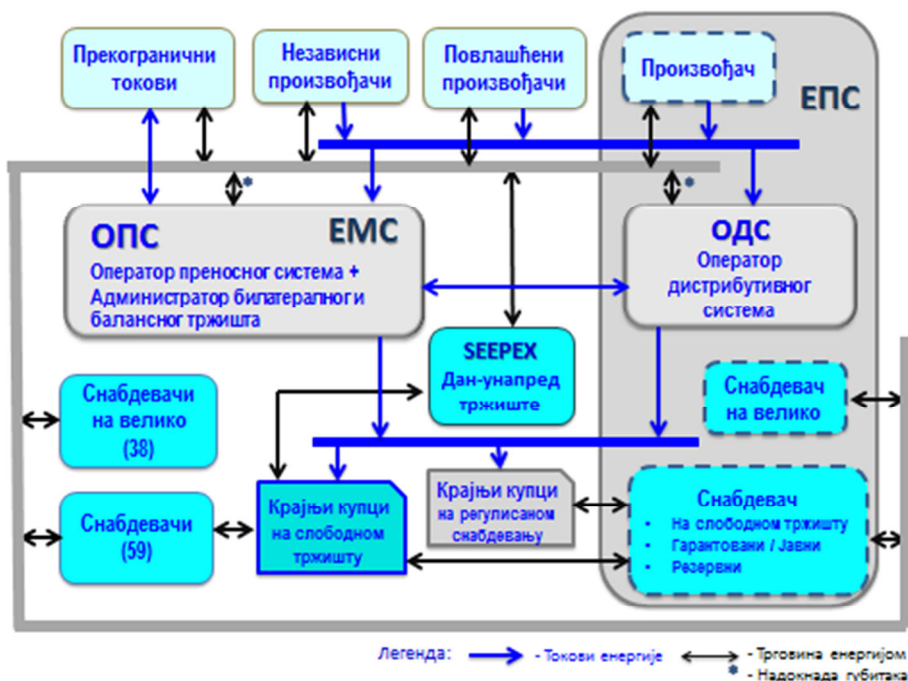 Прекогранични
токови
Независни
произвођачи
Повлашћени
произвођачи
Произвођач
ЕПС
*
*
ОПС
ЕМС
Оператор преносног система +
Администратор билатералног и
балансног тржишта
ОДС
Оператор
дистрибутивног
система
SEEPEX
Дан-унапред
тржиште
Снабдевачи
на велико
(38)
Снабдевач
на велико
Снабдевачи
(59)
Крајњи купци
на слободном
тржишту
Крајњи купци
на регулисаном
снабдевању
Снабдевач
• На слободном тржишту
• Гарантовани / Јавни
• Резервни
Легенда:
- Токови енергије
- Трговина енергијом
* - Надокнада губитака